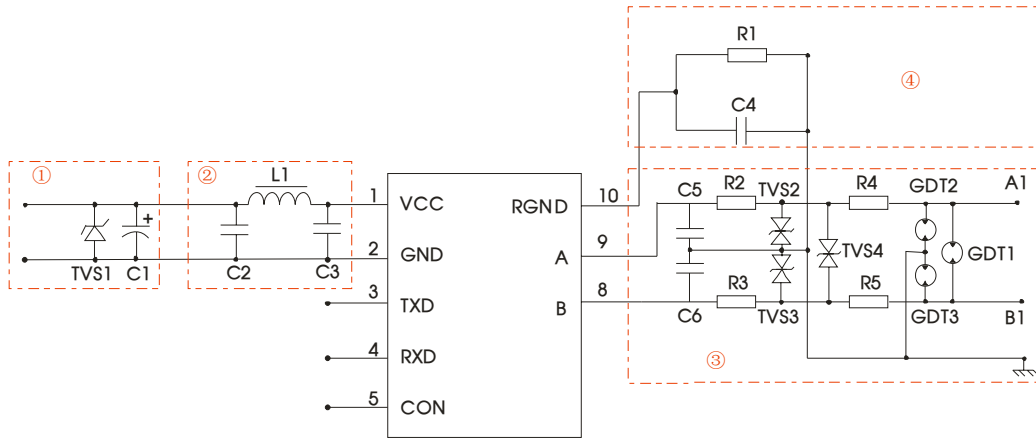 R1
④
C4
①
②
L1
③
1
VCC
RGND
10
C5
R2
TVS2
R4
GDT2
A1
2
GND
A
9
TVS4
GDT1
TVS1
C1
+
C2
C3
3
TXD
B
8
C6
R3
TVS3
R5
GDT3
B1
4
RXD
5
CON